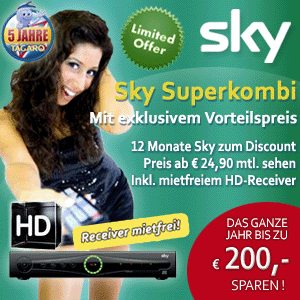 5 JAHRE
TAGARO
Limited
Offer
sky
Sky Superkombi
Mit exklusivem Vorteilspreis
12 Monate Sky zum Discount
Preis ab € 24,90 mtl. sehen
Inkl. mietfreiem HD-Receiver
HD
Receiver mietfrei!
sky
DAS GANZE
JAHR BIS ZU
€ 200,-
SPAREN !